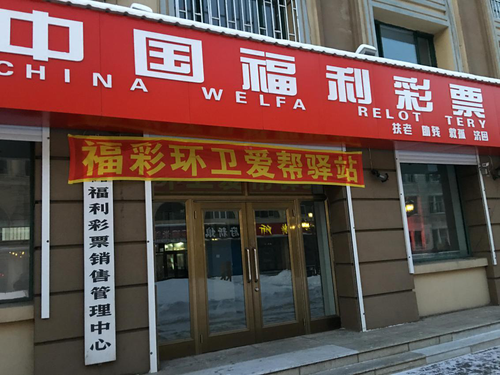 中国福利彩票
CHINA WELFA RELOT TERY
扶老 助残 救孤 济困
福彩环卫爱帮驿站
福利彩票销售管理中心